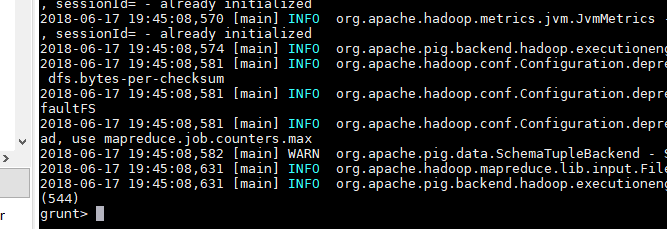 , sessionId= - already initialized
2018-06-17 19:45:08,570 [main] INFO  org.apache.hadoop.metrics.jvm.JvmMetrics
, sessionId= - already initialized
2018-06-17 19:45:08,574 [main] INFO  org.apache.pig.backend.hadoop.executioneng
2018-06-17 19:45:08,581 [main] INFO  org.apache.hadoop.conf.Configuration.depre
 dfs.bytes-per-checksum
2018-06-17 19:45:08,581 [main] INFO  org.apache.hadoop.conf.Configuration.depre
faultFS
2018-06-17 19:45:08,581 [main] INFO  org.apache.hadoop.conf.Configuration.depre
ad, use mapreduce.job.counters.max
2018-06-17 19:45:08,582 [main] WARN  org.apache.pig.data.SchemaTupleBackend - S
2018-06-17 19:45:08,631 [main] INFO  org.apache.hadoop.mapreduce.lib.input.File
2018-06-17 19:45:08,631 [main] INFO  org.apache.pig.backend.hadoop.executioneng
(544)
grunt>
r